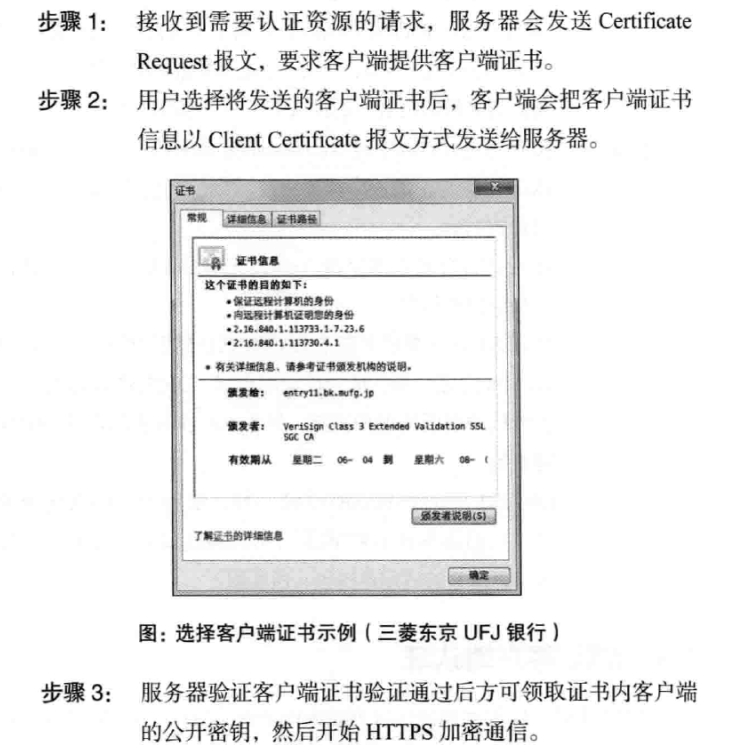 步骤 1： 接收到需要认证资源的请求，服务器会发送 Certificate
Request 报文，要求客户端提供客户端证书。
步骤 2： 用户选择将发送的客户端证书后，客户端会把客户端证书
信息以 Client Certificate 报文方式发送给服务器。
证书
常规 详细信息 证书路径
证书信息
这个证书的目的如下：
•保证远程计算机的身份
•向远程计算机证明您的身份
•2.16.840.1.113733.1.7.23.6
•2.16.840.1.113730.4.1
• 有关详细信息、请参考证书颁发机构的说明。
颁发给： entry11.bk.mufg.jp
颁发者： VeriSign Class 3 Extended Validation SSL
SGC CA
有效期从 星期二 06- 04 到 星期六 08- (
颁发者说明(S)
了解证书的详细信息
确定
图：选择客户端证书示例（三菱东京 UFJ 银行）
步骤 3： 服务器验证客户端证书验证通过后方可领取证书内客户端
的公开密钥，然后开始 HTTPS 加密通信。